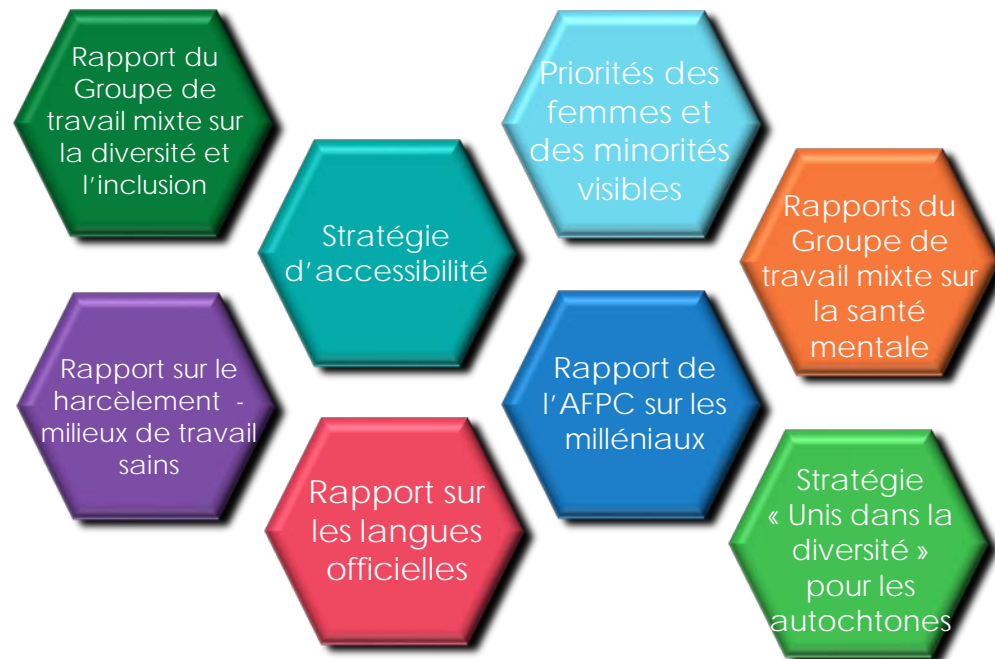 Rapport du
Groupe de
travail mixte sur
la diversité et
l'inclusion
Priorités des
femmes et
des minorités
visibles
Stratégie
d'accessibilité
Rapports du
Groupe de
travail mixte sur
la santé
mentale
Rapport sur le
harcèlement -
milieux de travail
sains
Rapport de
l'AFPC sur les
milléniaux
Rapport sur
les langues
officielles
Stratégie
« Unis dans la
diversité »
pour les
autochtones